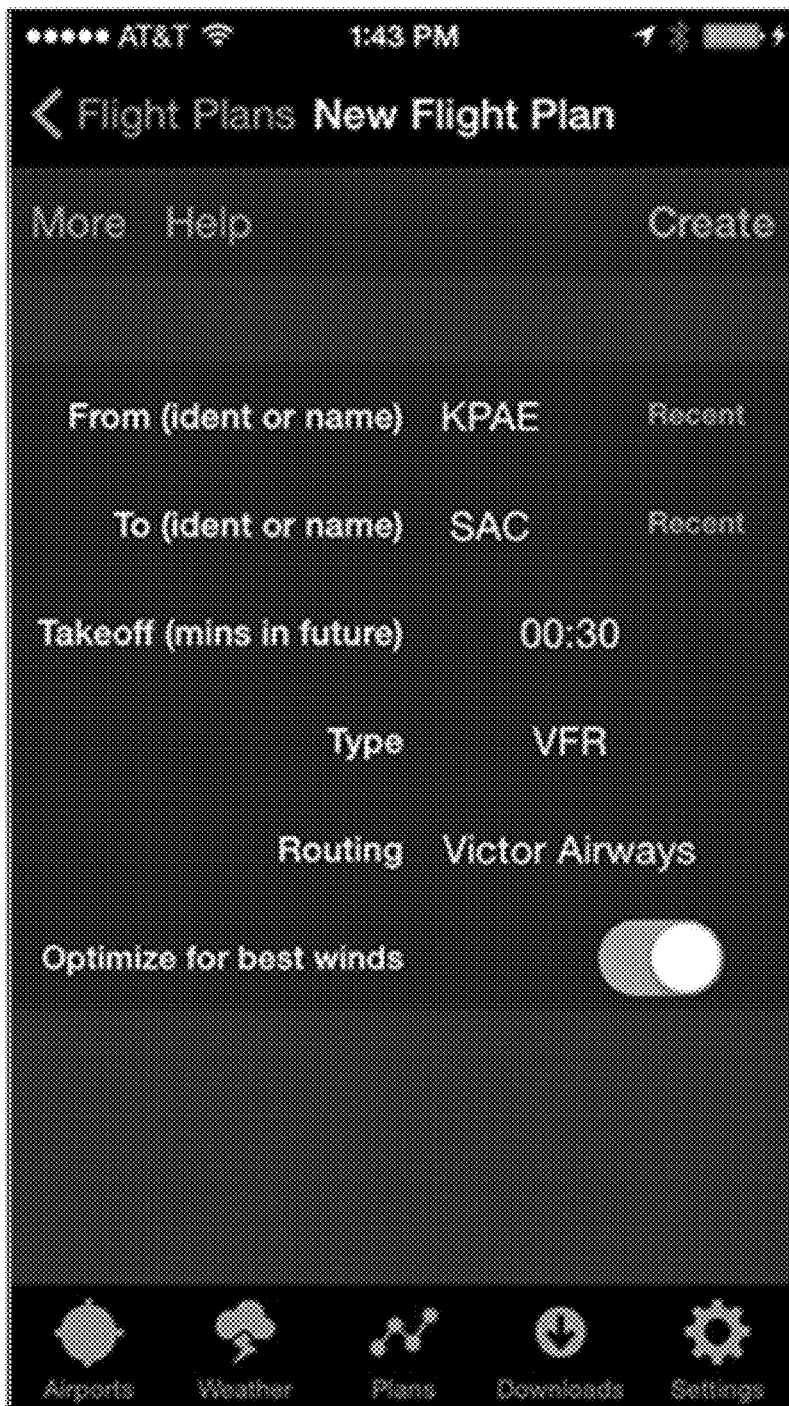 AT&T 1:43 PM
Flight Plans New Flight Plan
More Help Create
From (ident or name) KPAE Recent
To (ident or name) SAC Recent
Takeoff (mins in future) 00:30
Type VFR
Routing Victor Airways
Optimize for best winds
Airports Weather Plans Downloads Settings